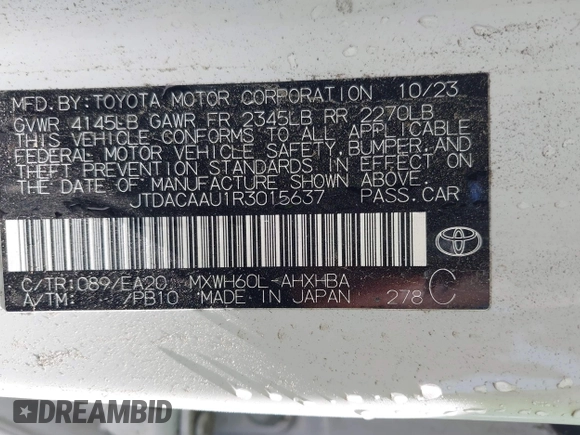 MFD. BY: TOYOTA MOTOR CORPORATION 10/23
GVWR 4145LB GAWR FR 2345LB RR 2270LB
THIS VEHICLE CONFORMS TO ALL APPLICABLE
FEDERAL MOTOR VEHICLE SAFETY, BUMPER, AND
THEFT PREVENTION STANDARDS IN EFFECT ON
THE DATE OF MANUFACTURE SHOWN ABOVE.
JTDACAAU1R3015637 PASS. CAR
C/TR:089/EA20 MXWH60L-AHXHBA
A/TM: /PB10 MADE IN JAPAN 278 C
DREAMBID